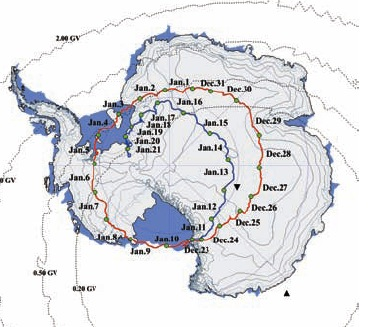 2.00 GV
Jan.2 Jan.1 Dec.31
Dec.30
Jan.3
Jan.16
Jan.4
Jan.17
Jan.18
Jan.15
Dec.29
Jan.19
Jan.20
Jan.5
Jan.21
Jan.14
Dec.28
Jan.6
Jan.13
0 GV
Dec.27
Jan.7
Jan.12
Dec.26
Dec.25
Jan.11
Dec.24
Jan.8
Jan.10
Dec.23
Jan.9
0.50 GV
0.20 GV